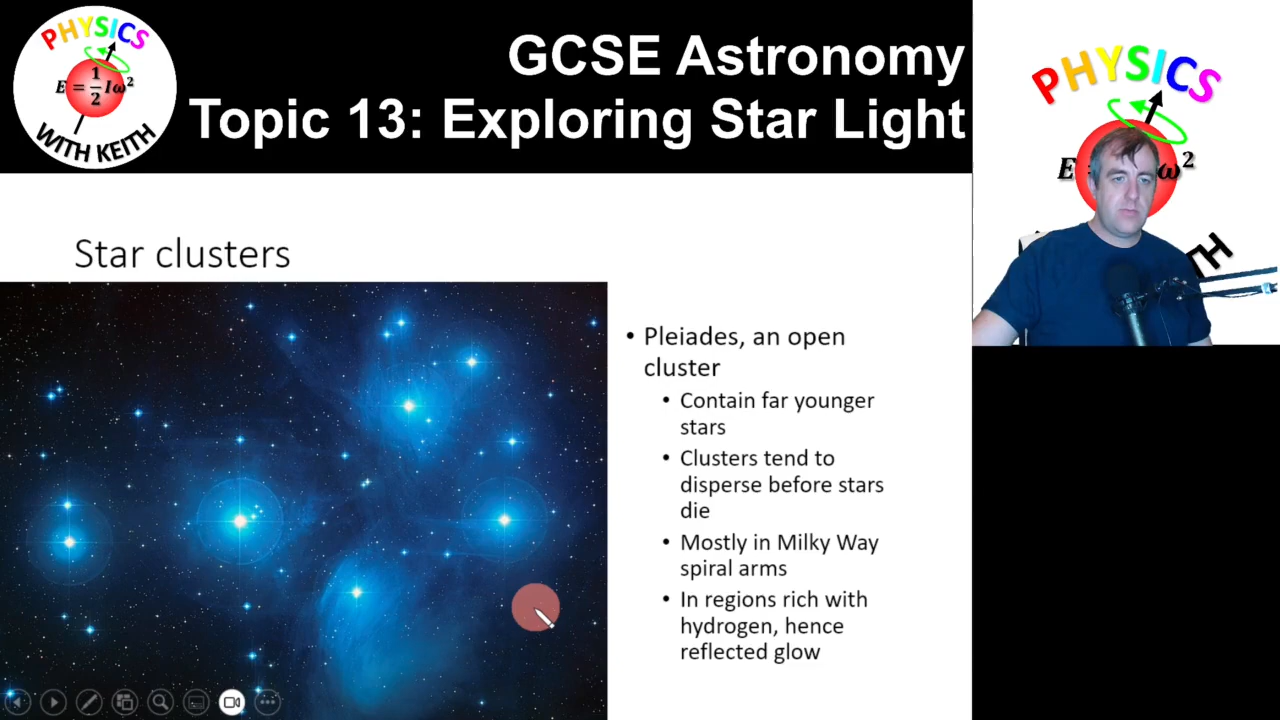 PHYSICS
E = 1/2 Iω²
WITH KEITH
GCSE Astronomy
Topic 13: Exploring Star Light
PHYSICS
E
ω²
TH
Star clusters
• Pleiades, an open
cluster
• Contain far younger
stars
• Clusters tend to
disperse before stars
die
• Mostly in Milky Way
spiral arms
• In regions rich with
hydrogen, hence
reflected glow